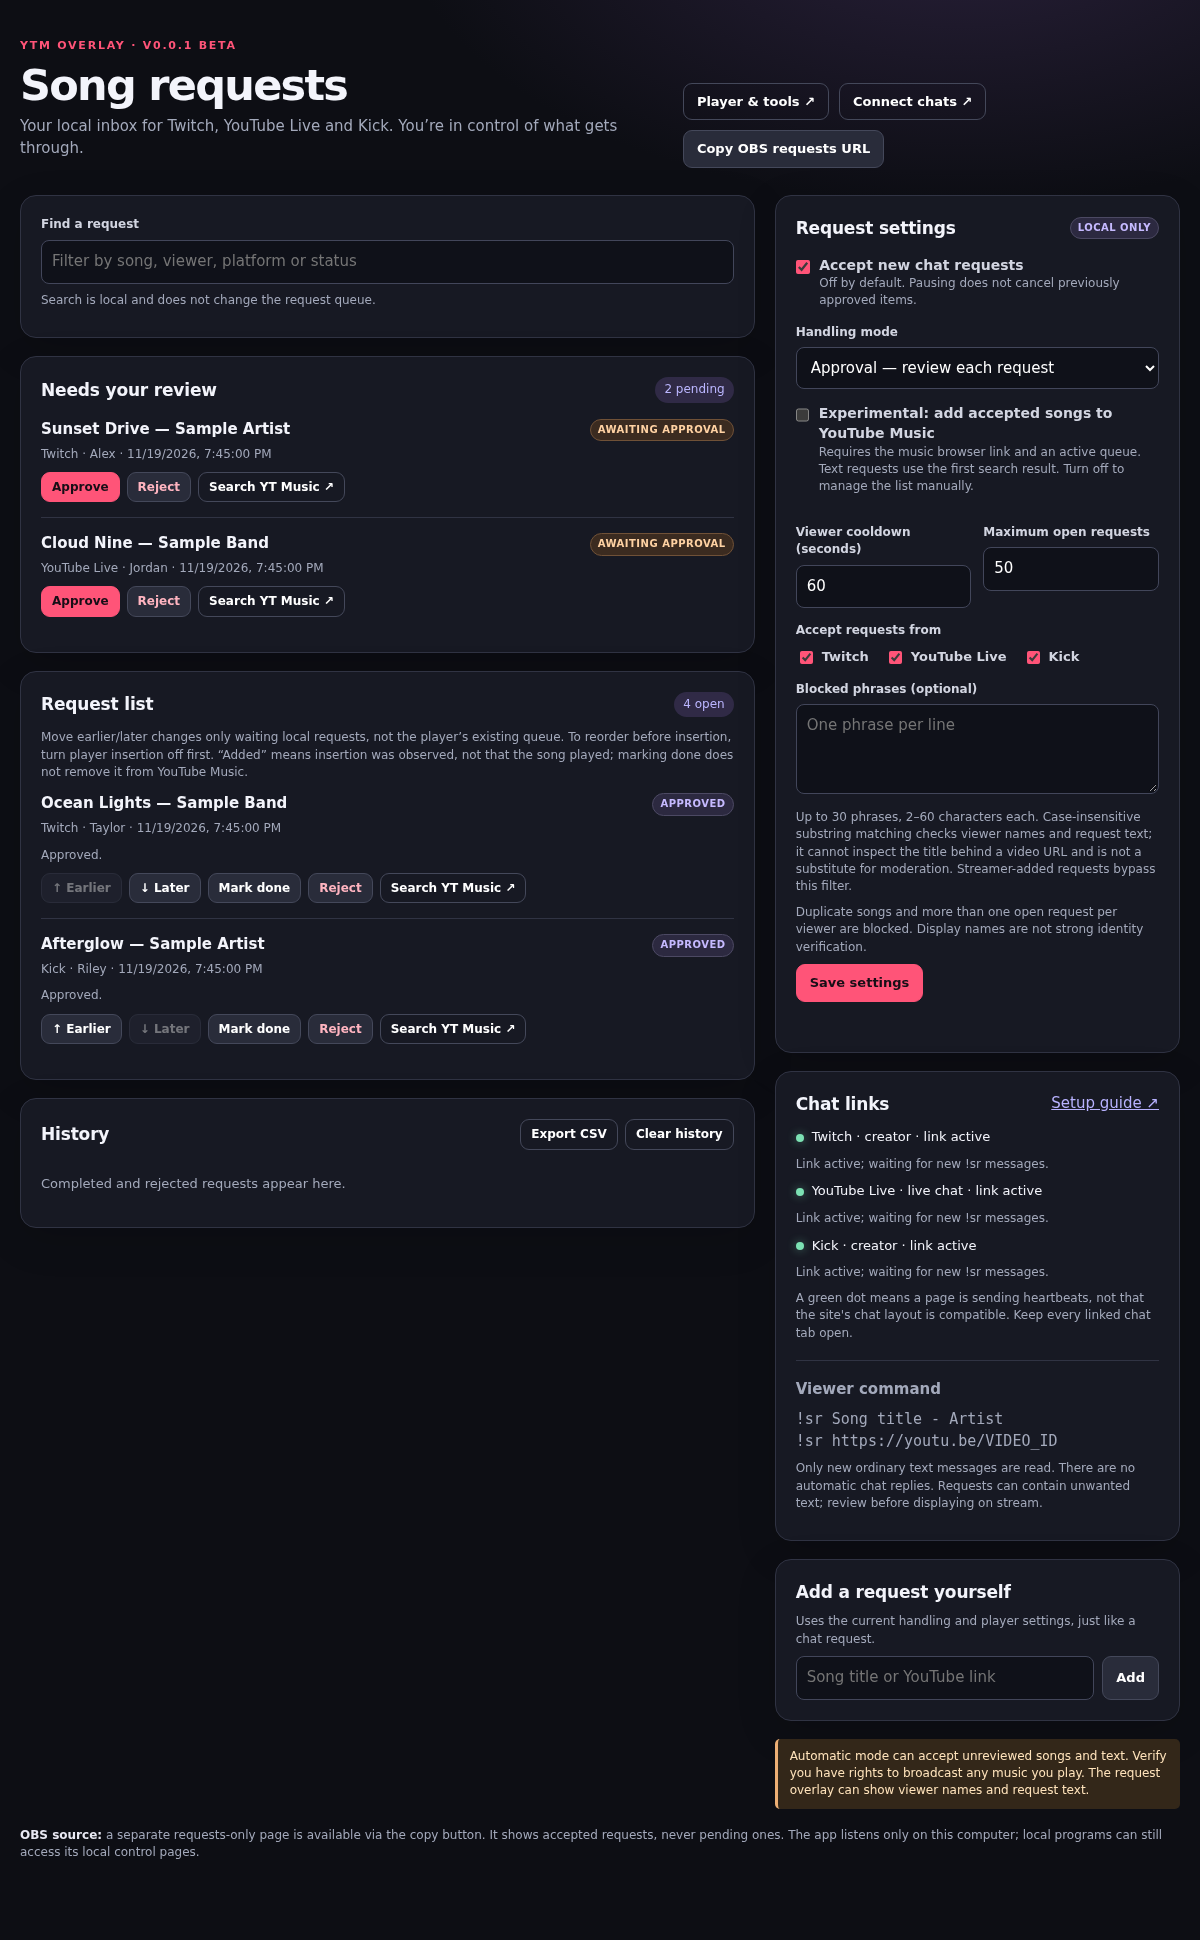 YTM OVERLAY · V0.0.1 BETA
Song requests
Your local inbox for Twitch, YouTube Live and Kick. You’re in control of what gets
through.
Player & tools ↗
Connect chats ↗
Copy OBS requests URL
Find a request
Filter by song, viewer, platform or status
Search is local and does not change the request queue.
Needs your review
2 pending
Sunset Drive — Sample Artist
AWAITING APPROVAL
Twitch · Alex · 11/19/2026, 7:45:00 PM
Approve
Reject
Search YT Music ↗
Cloud Nine — Sample Band
AWAITING APPROVAL
YouTube Live · Jordan · 11/19/2026, 7:45:00 PM
Approve
Reject
Search YT Music ↗
Request list
4 open
Move earlier/later changes only waiting local requests, not the player’s existing queue. To reorder before insertion,
turn player insertion off first. “Added” means insertion was observed, not that the song played; marking done does
not remove it from YouTube Music.
Ocean Lights — Sample Band
APPROVED
Twitch · Taylor · 11/19/2026, 7:45:00 PM
Approved.
↑ Earlier
↓ Later
Mark done
Reject
Search YT Music ↗
Afterglow — Sample Artist
APPROVED
Kick · Riley · 11/19/2026, 7:45:00 PM
Approved.
↑ Earlier
↓ Later
Mark done
Reject
Search YT Music ↗
History
Export CSV
Clear history
Completed and rejected requests appear here.
Request settings
LOCAL ONLY
Accept new chat requests
Off by default. Pausing does not cancel previously
approved items.
Handling mode
Approval — review each request
Experimental: add accepted songs to
YouTube Music
Requires the music browser link and an active queue.
Text requests use the first search result. Turn off to
manage the list manually.
Viewer cooldown
(seconds)
60
Maximum open requests
50
Accept requests from
Twitch
YouTube Live
Kick
Blocked phrases (optional)
One phrase per line
Up to 30 phrases, 2–60 characters each. Case-insensitive
substring matching checks viewer names and request text;
it cannot inspect the title behind a video URL and is not a
substitute for moderation. Streamer-added requests bypass
this filter.
Duplicate songs and more than one open request per
viewer are blocked. Display names are not strong identity
verification.
Save settings
Chat links
Setup guide ↗
Twitch · creator · link active
Link active; waiting for new !sr messages.
YouTube Live · live chat · link active
Link active; waiting for new !sr messages.
Kick · creator · link active
Link active; waiting for new !sr messages.
A green dot means a page is sending heartbeats, not that
the site's chat layout is compatible. Keep every linked chat
tab open.
Viewer command
!sr Song title - Artist
!sr https://youtu.be/VIDEO_ID
Only new ordinary text messages are read. There are no
automatic chat replies. Requests can contain unwanted
text; review before displaying on stream.
Add a request yourself
Uses the current handling and player settings, just like a
chat request.
Song title or YouTube link
Add
Automatic mode can accept unreviewed songs and text. Verify
you have rights to broadcast any music you play. The request
overlay can show viewer names and request text.
OBS source: a separate requests-only page is available via the copy button. It shows accepted requests, never pending ones. The app listens only on this computer; local programs can still
access its local control pages.